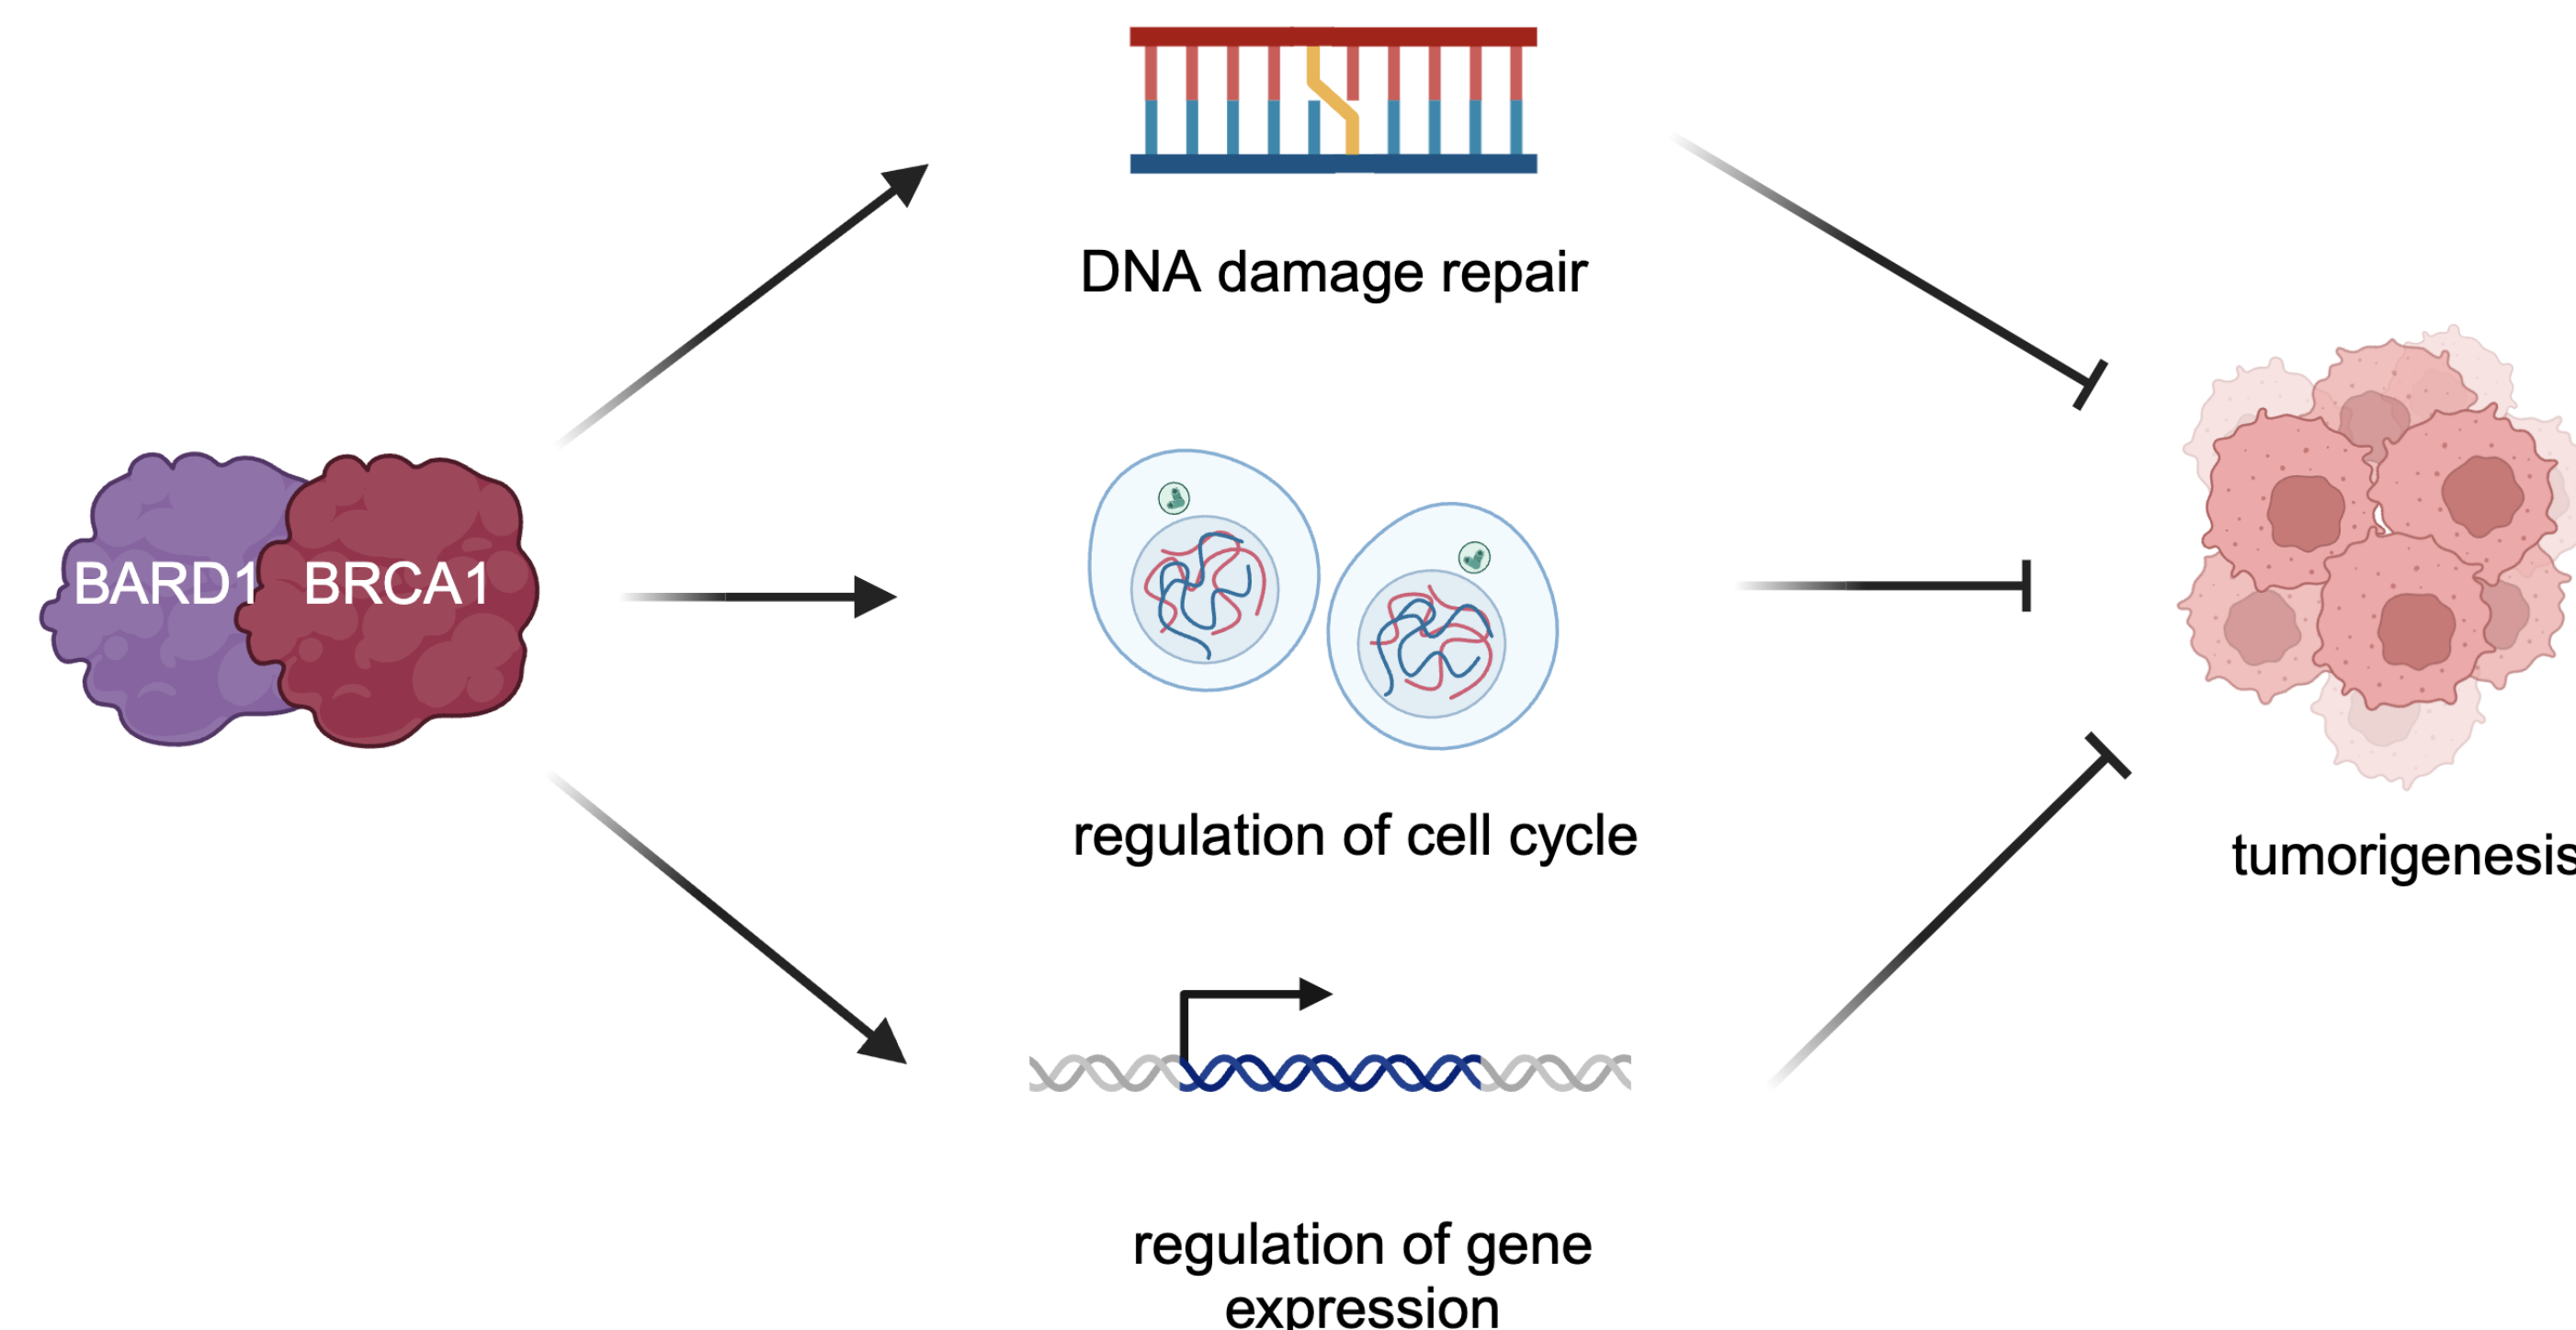 DNA damage repair
BARD1
BRCA1
regulation of cell cycle
tumorigenesis
regulation of gene
expression